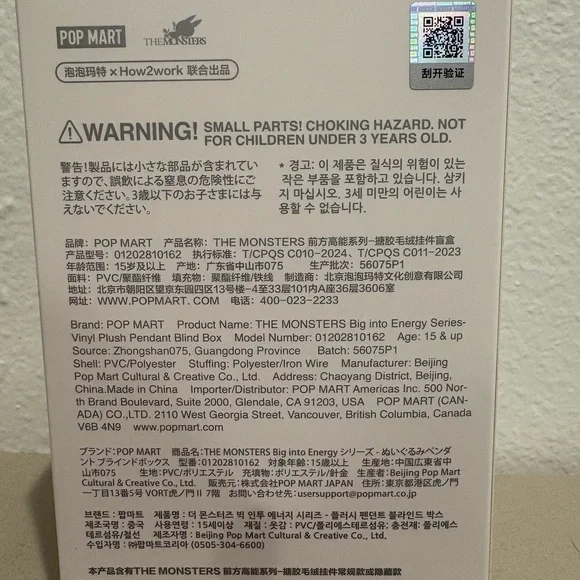 POP MART THE MONSTERS
泡泡玛特 × How2work 联合出品
刮开验证
WARNING! SMALL PARTS! CHOKING HAZARD. NOT
FOR CHILDREN UNDER 3 YEARS OLD.
警告!製品には小さな部品が含まれてい
ますので、誤飲による窒息の危険性にご
注意ください。3歳以下のお子さまには与
えないでください。
* 경고: 이 제품은 질식의 위험이 있는
작은 부품을 포함하고 있습니다. 삼키
지 마십시오. 3세 미만의 어린이는 사
용할 수 없습니다.
品牌: POP MART 产品名称: THE MONSTERS 前方高能系列-搪胶毛绒挂件盲盒
产品型号: 01202810162 执行标准: T/CPQS C010-2024、T/CPQS C011-2023
年龄范围: 15岁及以上 产地: 广东省中山市075 生产批次: 56075P1
面料: PVC/聚酯纤维 填充物: 聚酯纤维/铁线 制造商: 北京泡泡玛特文化创意有限公司
地址: 北京市朝阳区望京东园四区10号院6号楼-4至33层101内A座36层3606室
网址: WWW.POPMART. COM 电话: 400-023-2233
Brand: POP MART Product Name: THE MONSTERS Big into Energy Series-
Vinyl Plush Pendant Blind Box Model Number: 01202810162 Age: 15 & up
Source: Zhongshan075, Guangdong Province Batch: 56075P1
Shell: PVC/Polyester Stuffing: Polyester/Iron Wire Manufacturer: Beijing
Pop Mart Cultural & Creative Co., Ltd. Address: Chaoyang District, Beijing,
China.Made in China Importer/Distributor: POP MART Americas Inc. 500 Nor-
th Brand Boulevard, Suite 2000, Glendale, CA 91203, USA POP MART (CAN-
ADA) CO.,LTD. 2110 West Georgia Street, Vancouver, British Columbia, Canada
V6B 4N9 www.popmart.com
ブランド: POP MART 商品名: THE MONSTERS Big into Energy シリーズ - ぬいぐるみペンダ
ント ブラインドボックス 型番: 01202810162 対象年齢: 15歳以上 生産地: 中国広東省中
山市075 生地: PVC/ポリエステル 充填物: ポリエステル/針金 生産者: Beijing Pop Mart
Cultural & Creative Co., Ltd. 販売元: 株式会社POP MART JAPAN 住所: 東京都港区虎ノ門
一丁目13番5号 VORT虎ノ門Ⅱ 7階 お問い合わせ先: usersupport@popmart.co.jp
브랜드 : 팝마트 품명 : 더 몬스터즈 빅 인투 에너지 시리즈 - 플러시 펜던트 블라인드 박스
제조국명 : 중국 사용연령 : 15세이상 재질 : 옷감 : PVC/폴리에스테르섬유; 충전재: 폴리에스
테르섬유/철선 제조자명 : Beijing Pop Mart Cultural & Creative Co., Ltd.
수입자명 : ㈜팝마트코리아 (0505-304-6600)
本产品含有THE MONSTERS 前方高能系列-搪胶毛绒挂件常规款或隐藏款